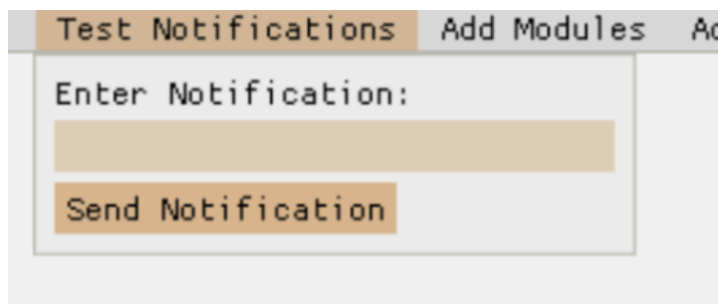 Test Notifications Add Modules
Enter Notification:
Send Notification